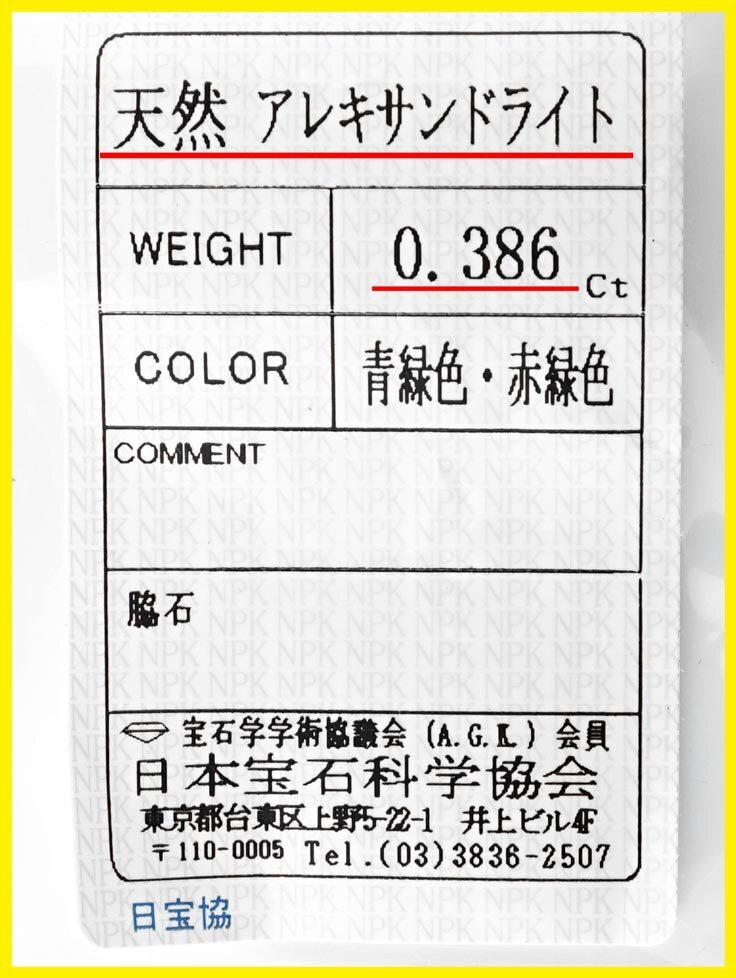 天然 アレキサンドライト
WEIGHT 0.386 Ct
COLOR 青緑色・赤緑色
COMMENT
脇石
宝石学学術協議会 (A.G.L.) 会員
日本宝石科学協会
東京都台東区上野5-22-1 井上ビル4F
〒110-0005 Tel.(03)3836-2507
日宝協